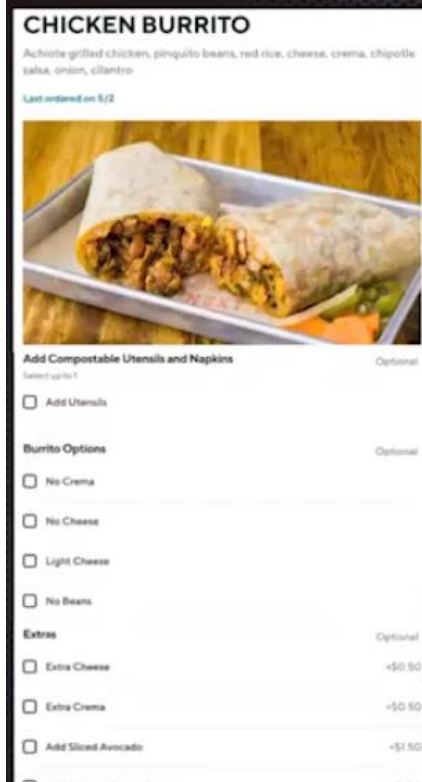 CHICKEN BURRITO
Achiote grilled chicken, pinquito beans, red rice, cheese, crema, chipotle
salsa, onion, cilantro
Last ordered on 5/2
Add Compostable Utensils and Napkins
Optional
Select up to 1
Add Utensils
Burrito Options
Optional
No Crema
No Cheese
Light Cheese
No Beans
Extras
Optional
Extra Cheese
+$0.50
Extra Crema
+$0.50
Add Sliced Avocado
+$1.50